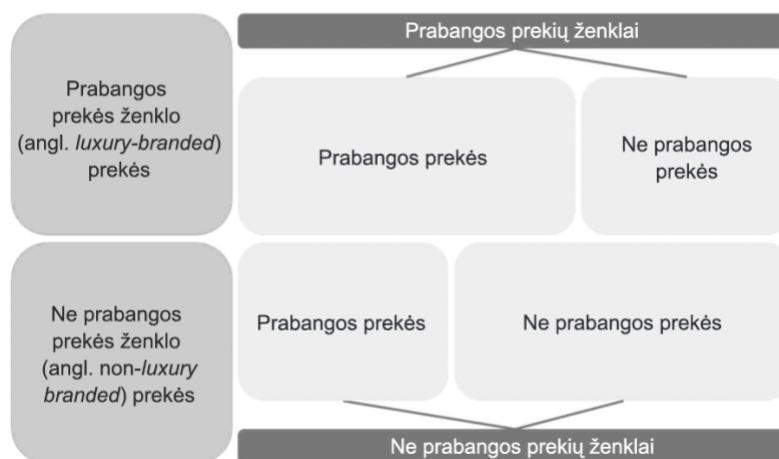 Prabangos prekių ženklai
Prabangos
prekės ženklo
(angl. luxury-branded)
prekės
Prabangos prekės
Ne prabangos
prekės
Ne prabangos
prekės ženklo
(angl. non-luxury
branded) prekės
Prabangos prekės
Ne prabangos prekės
Ne prabangos prekių ženklai